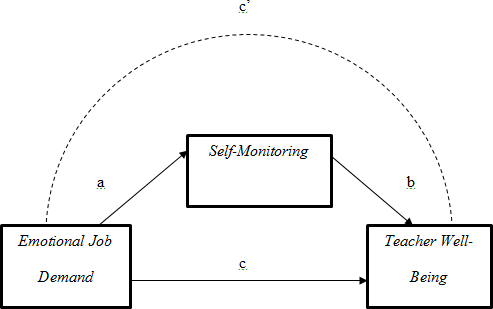 c’
Self-Monitoring
a
b
Emotional Job
Demand
Teacher Well-
Being
c